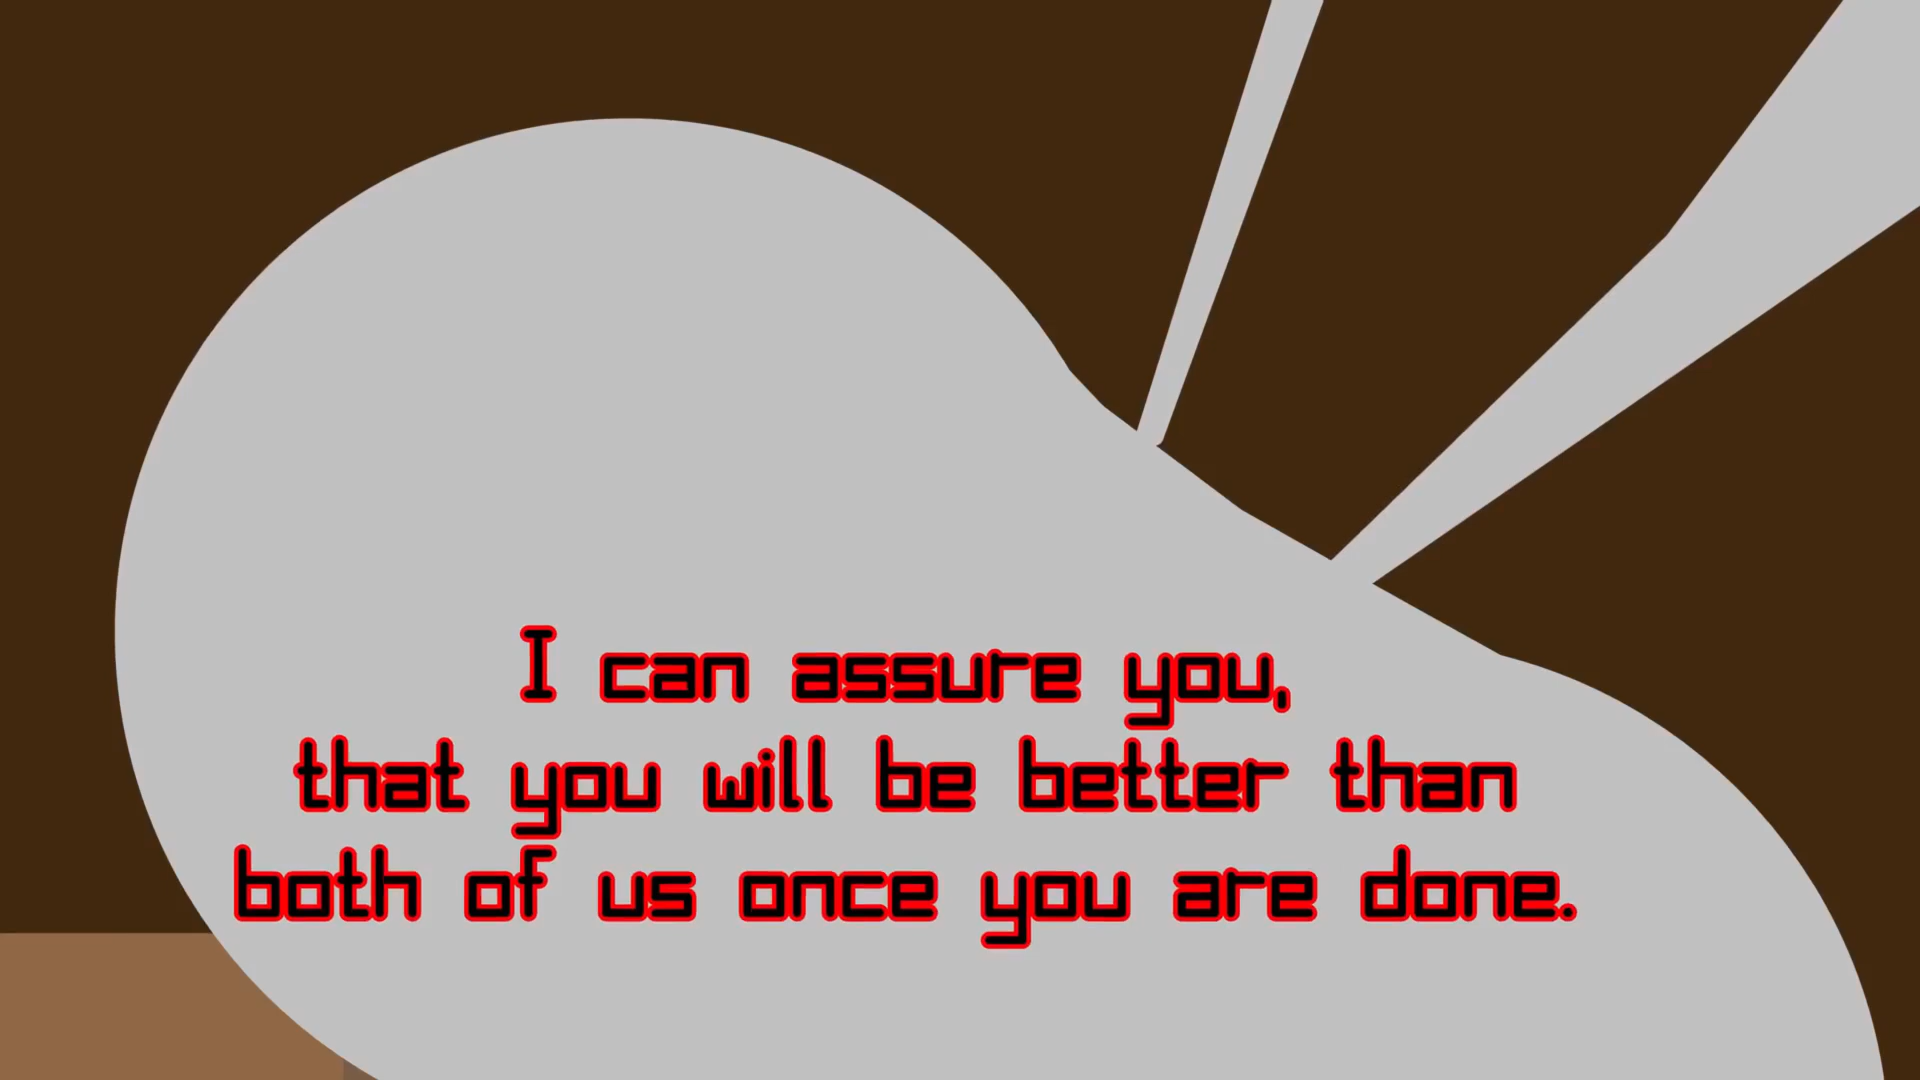 I can assure you,
that you will be better than
both of us once you are done.